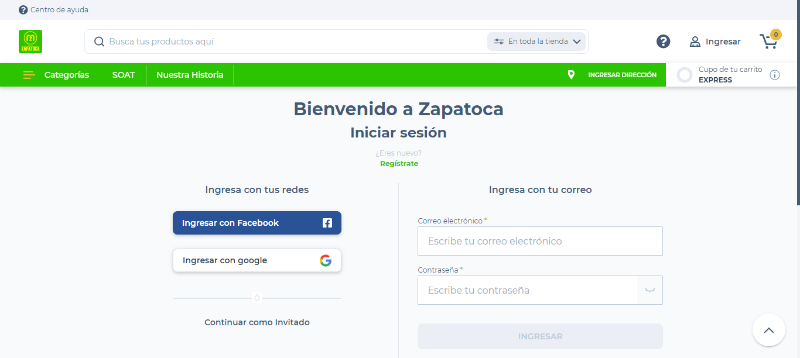 Centro de ayuda
ZAPATOCA
Busca tus productos aquí
En toda la tienda
Ingresar
0
Categorías
SOAT
Nuestra Historia
INGRESAR DIRECCIÓN
Cupo de tu carrito
EXPRESS
Bienvenido a Zapatoca
Iniciar sesión
¿Eres nuevo?
Regístrate
Ingresa con tus redes
Ingresa con tu correo
Ingresar con Facebook
Correo electrónico *
Escribe tu correo electrónico
Ingresar con google
Contraseña *
Escribe tu contraseña
Continuar como Invitado
INGRESAR